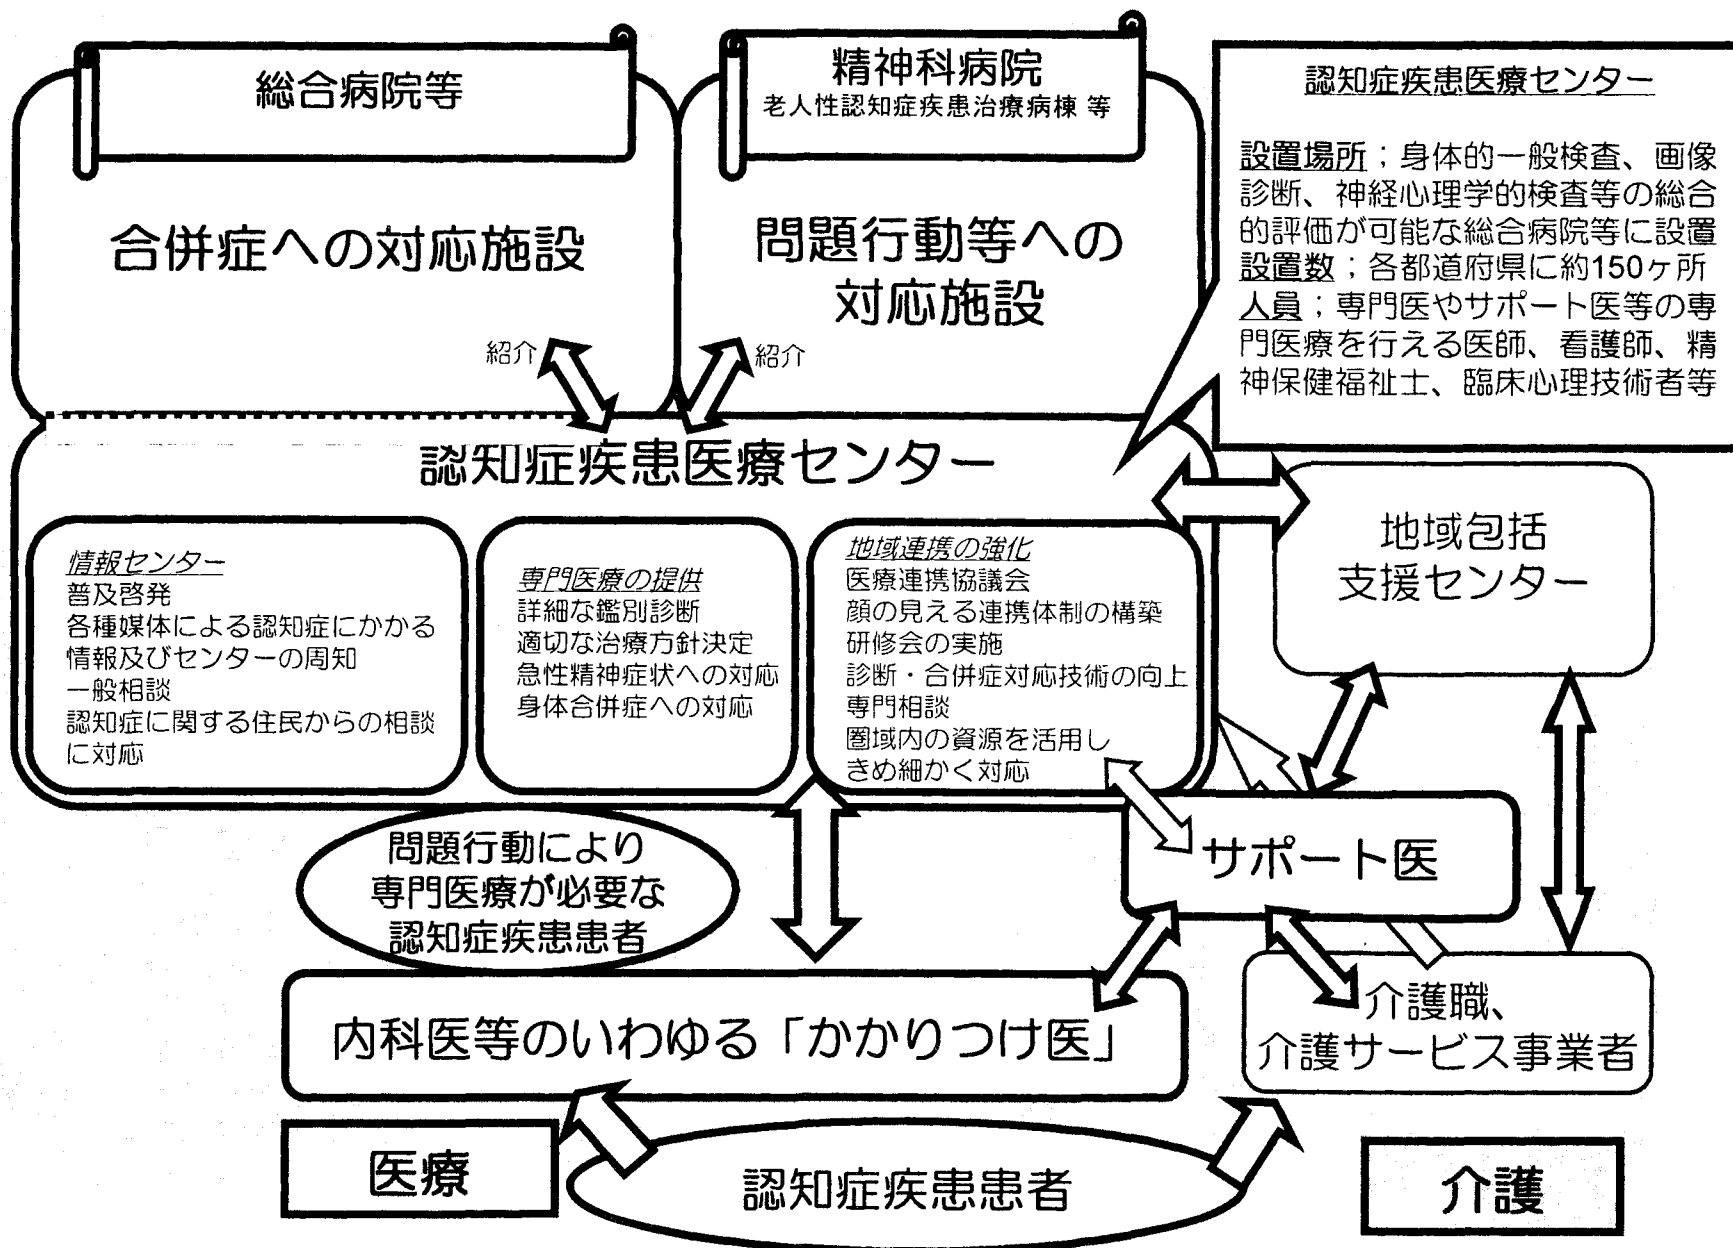 総合病院等
合併症への対応施設
精神科病院
老人性認知症疾患治療病棟 等
問題行動等への
対応施設
認知症疾患医療センター
設置場所；身体的一般検査、画像
診断、神経心理学的検査等の総合
的評価が可能な総合病院等に設置
設置数；各都道府県に約150ヶ所
人員；専門医やサポート医等の専
門医療を行える医師、看護師、精
神保健福祉士、臨床心理技術者等
紹介
紹介
認知症疾患医療センター
情報センター
普及啓発
各種媒体による認知症にかかる
情報及びセンターの周知
一般相談
認知症に関する住民からの相談
に対応
専門医療の提供
詳細な鑑別診断
適切な治療方針決定
急性精神症状への対応
身体合併症への対応
地域連携の強化
医療連携協議会
顔の見える連携体制の構築
研修会の実施
診断・合併症対応技術の向上
専門相談
圏域内の資源を活用し
きめ細かく対応
地域包括
支援センター
問題行動により
専門医療が必要な
認知症疾患患者
サポート医
内科医等のいわゆる「かかりつけ医」
介護職、
介護サービス事業者
医療
認知症疾患患者
介護